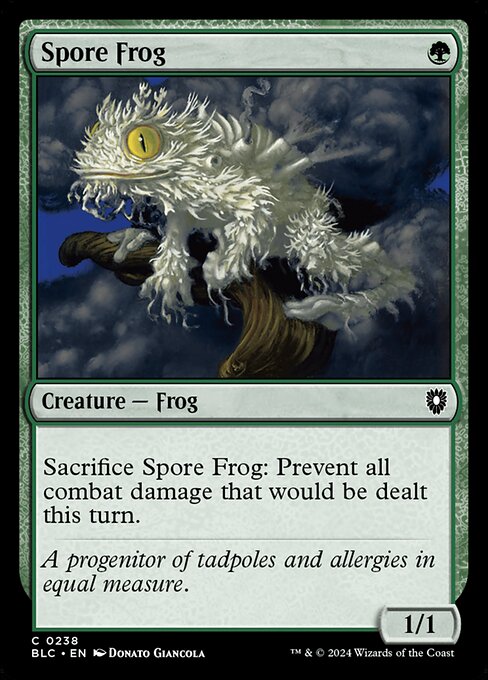 Spore Frog
Creature — Frog
Sacrifice Spore Frog: Prevent all
combat damage that would be dealt
this turn.
A progenitor of tadpoles and allergies in
equal measure.
1/1
C 0238
BLC • EN Donato Giancola
™ & © 2024 Wizards of the Coast